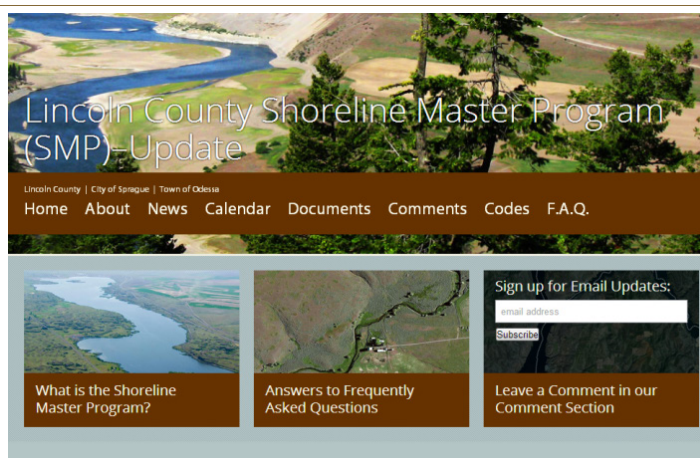 Lincoln County Shoreline Master Program
(SMP)–Update
Lincoln County | City of Sprague | Town of Odessa
Home About News Calendar Documents Comments Codes F.A.Q.
What is the Shoreline
Master Program?
Answers to Frequently
Asked Questions
Sign up for Email Updates:
email address
Subscribe
Leave a Comment in our
Comment Section